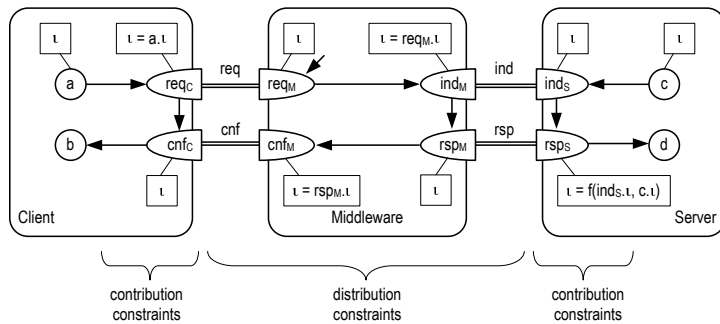 ι
ι = a.ι
ι
ι = req_M.ι
ι
ι
a
req_C
req
req_M
ind_M
ind
ind_S
c
b
cnf_C
cnf
cnf_M
rsp_M
rsp
rsp_S
d
ι
ι = rsp_M.ι
ι
ι = f(ind_S.ι, c.ι)
Client
Middleware
Server
contribution
constraints
distribution
constraints
contribution
constraints